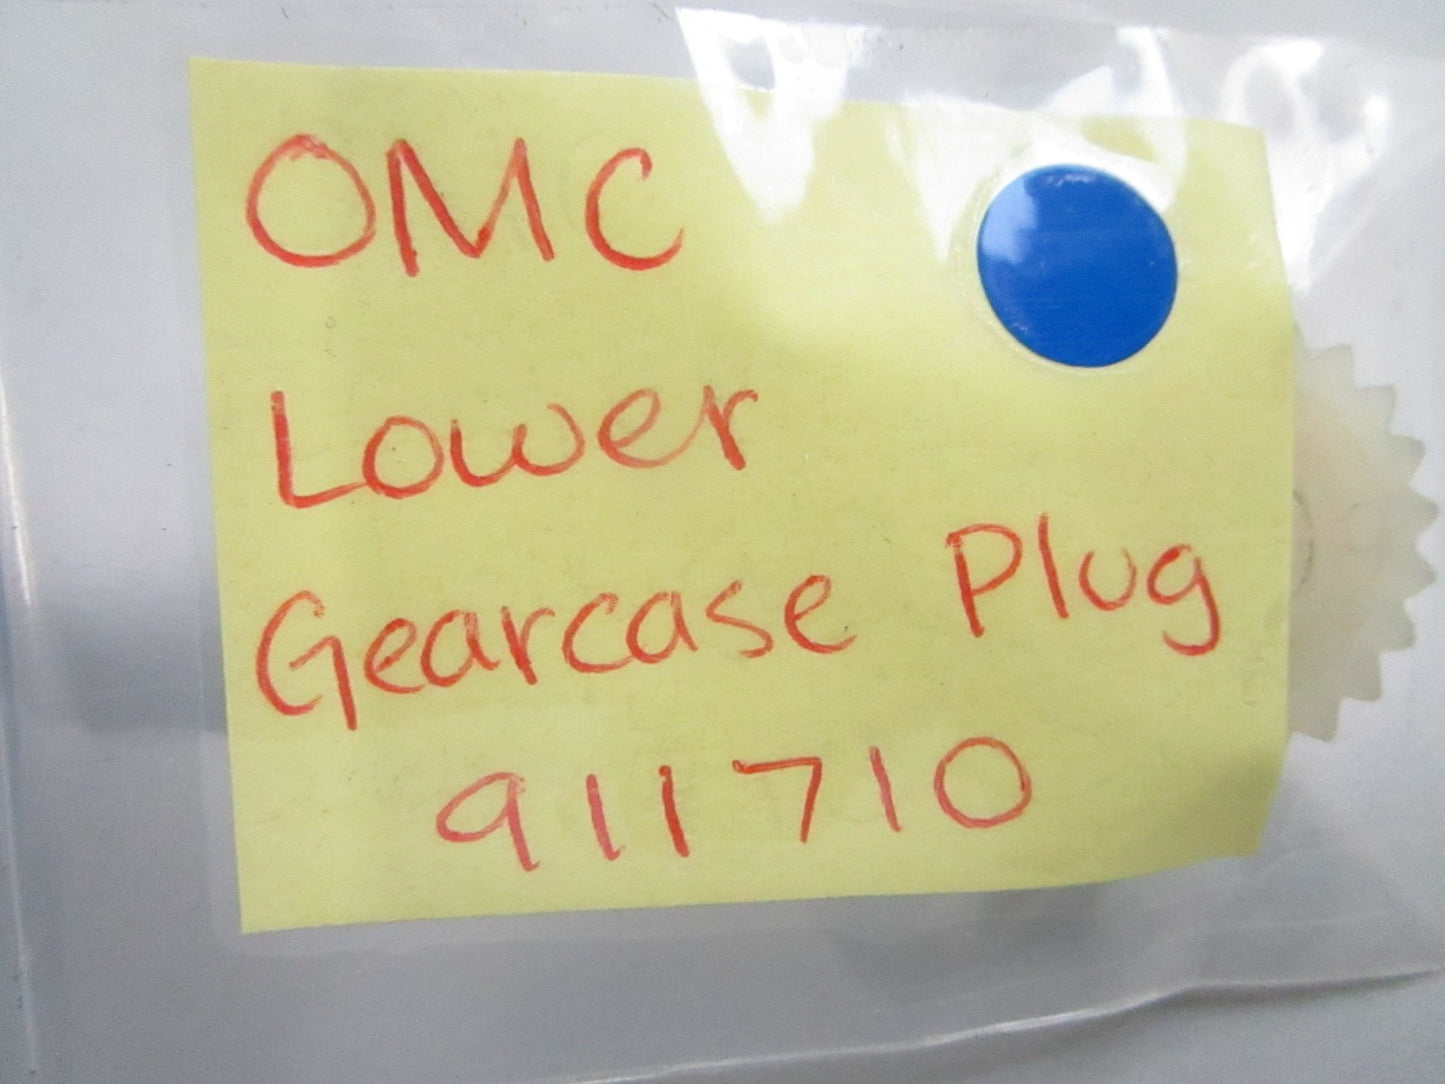 OMC
Lower
Gearcase Plug
911710